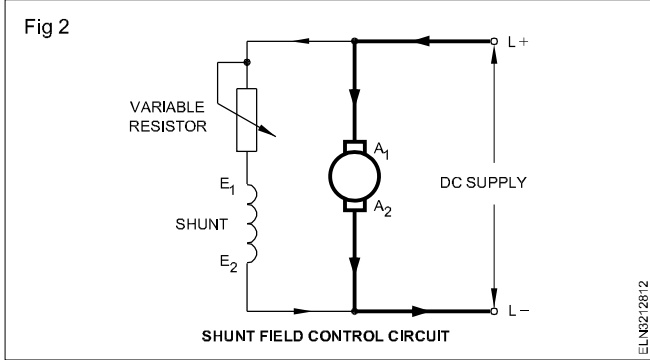 Fig 2
L +
VARIABLE
RESISTOR
A1
E1
DC SUPPLY
A2
SHUNT
E2
L −
SHUNT FIELD CONTROL CIRCUIT
ELN3212812